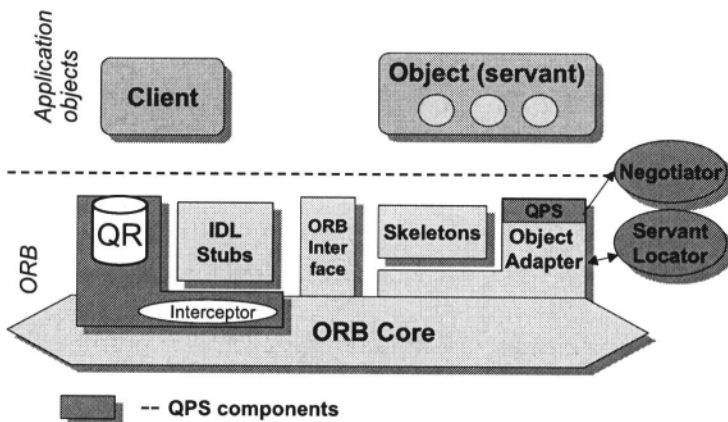 Application
objects
Client
Object (servant)
Negotiator
Servant
Locator
ORB
QR
IDL
Stubs
ORB
Inter
face
Skeletons
QPS
Object
Adapter
Interceptor
ORB Core
-- QPS components